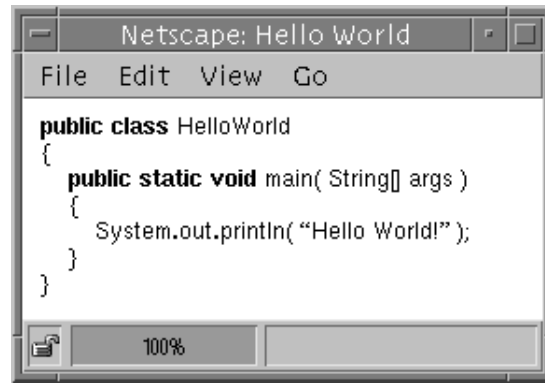 Netscape: Hello World
File Edit View Go
public class HelloWorld
{
public static void main( String[] args )
{
System.out.println( “Hello World!” );
}
}
100%